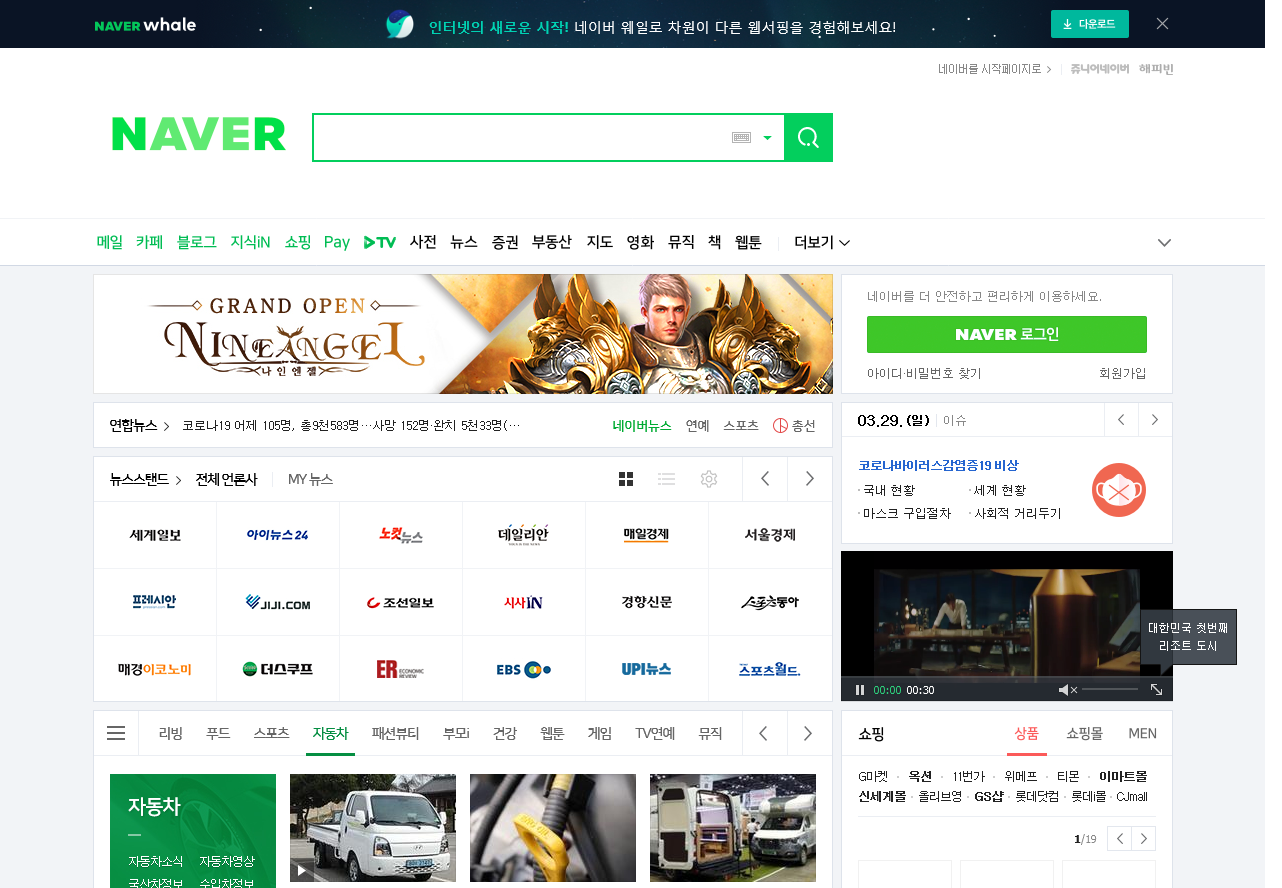 NAVER whale
인터넷의 새로운 시작! 네이버 웨일로 차원이 다른 웹서핑을 경험해보세요!
다운로드
네이버를 시작페이지로 쥬니어네이버 해피빈
NAVER
메일 카페 블로그 지식iN 쇼핑 Pay TV 사전 뉴스 증권 부동산 지도 영화 뮤직 책 웹툰 더보기
GRAND OPEN
NINEANGEL
나인엔젤
네이버를 더 안전하고 편리하게 이용하세요.
NAVER 로그인
아이디·비밀번호 찾기 회원가입
연합뉴스 코로나19 어제 105명, 총9천583명…사망 152명·완치 5천33명(…
네이버뉴스 연예 스포츠 총선
03.29. (일) 이슈
코로나바이러스감염증19 비상
·국내 현황 ·세계 현황
·마스크 구입절차 ·사회적 거리두기
뉴스스탠드 전체 언론사 MY 뉴스
세계일보 아이뉴스24 노컷뉴스 데일리안 매일경제 서울경제
프레시안 JIJI.COM 조선일보 시사IN 경향신문 스포츠동아
매경이코노미 더스쿠프 ER ECONOMIC REVIEW EBS UPI뉴스 스포츠월드
대한민국 첫번째
리조트 도시
00:00 00:30
리빙 푸드 스포츠 자동차 패션뷰티 부모i 건강 웹툰 게임 TV연예 뮤직
자동차
자동차소식 자동차영상
국산차정보 수입차정보
쇼핑 상품 쇼핑몰 MEN
G마켓 · 옥션 · 11번가 · 위메프 · 티몬 · 이마트몰
신세계몰 · 올리브영 · GS샵 · 롯데닷컴 · 롯데i몰 · CJmall
1/19